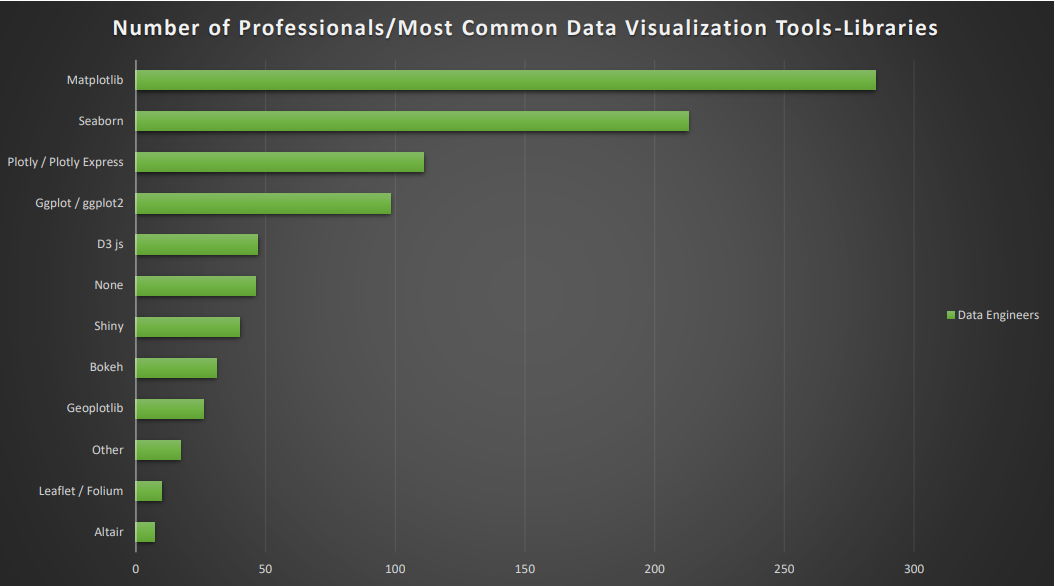 Number of Professionals/Most Common Data Visualization Tools-Libraries
Matplotlib
Seaborn
Plotly / Plotly Express
Ggplot / ggplot2
D3 js
None
Shiny
Bokeh
Geoplotlib
Other
Leaflet / Folium
Altair
0 50 100 150 200 250 300
Data Engineers